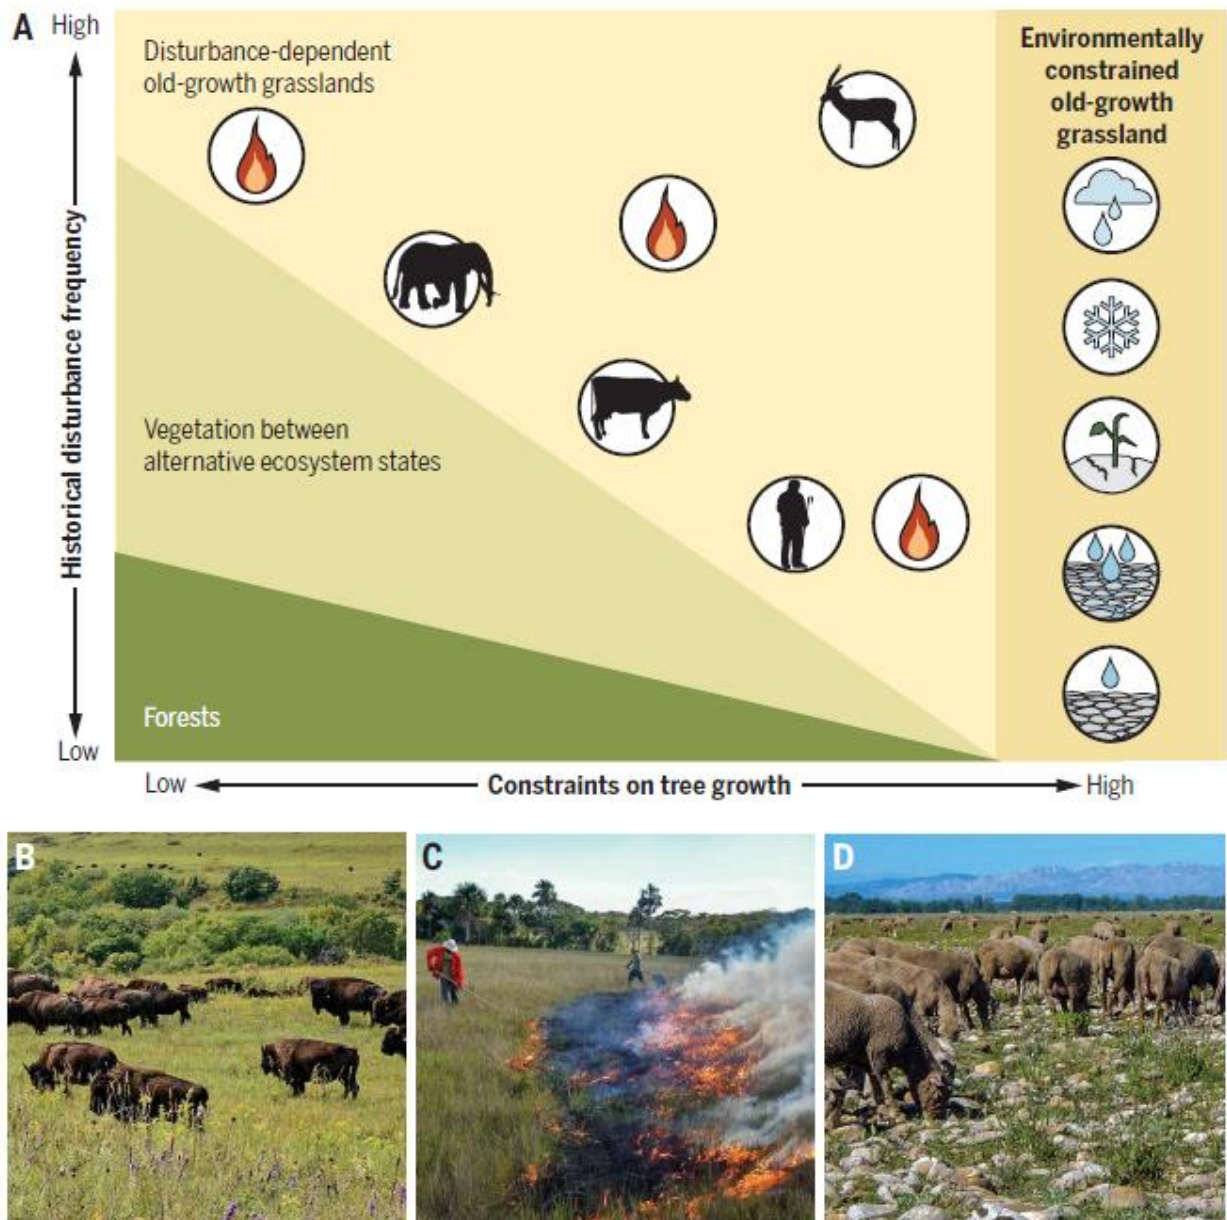 A
High
Disturbance-dependent
old-growth grasslands
Environmentally
constrained
old-growth
grassland
Historical disturbance frequency
Vegetation between
alternative ecosystem states
Forests
Low
Low
Constraints on tree growth
High
B
C
D